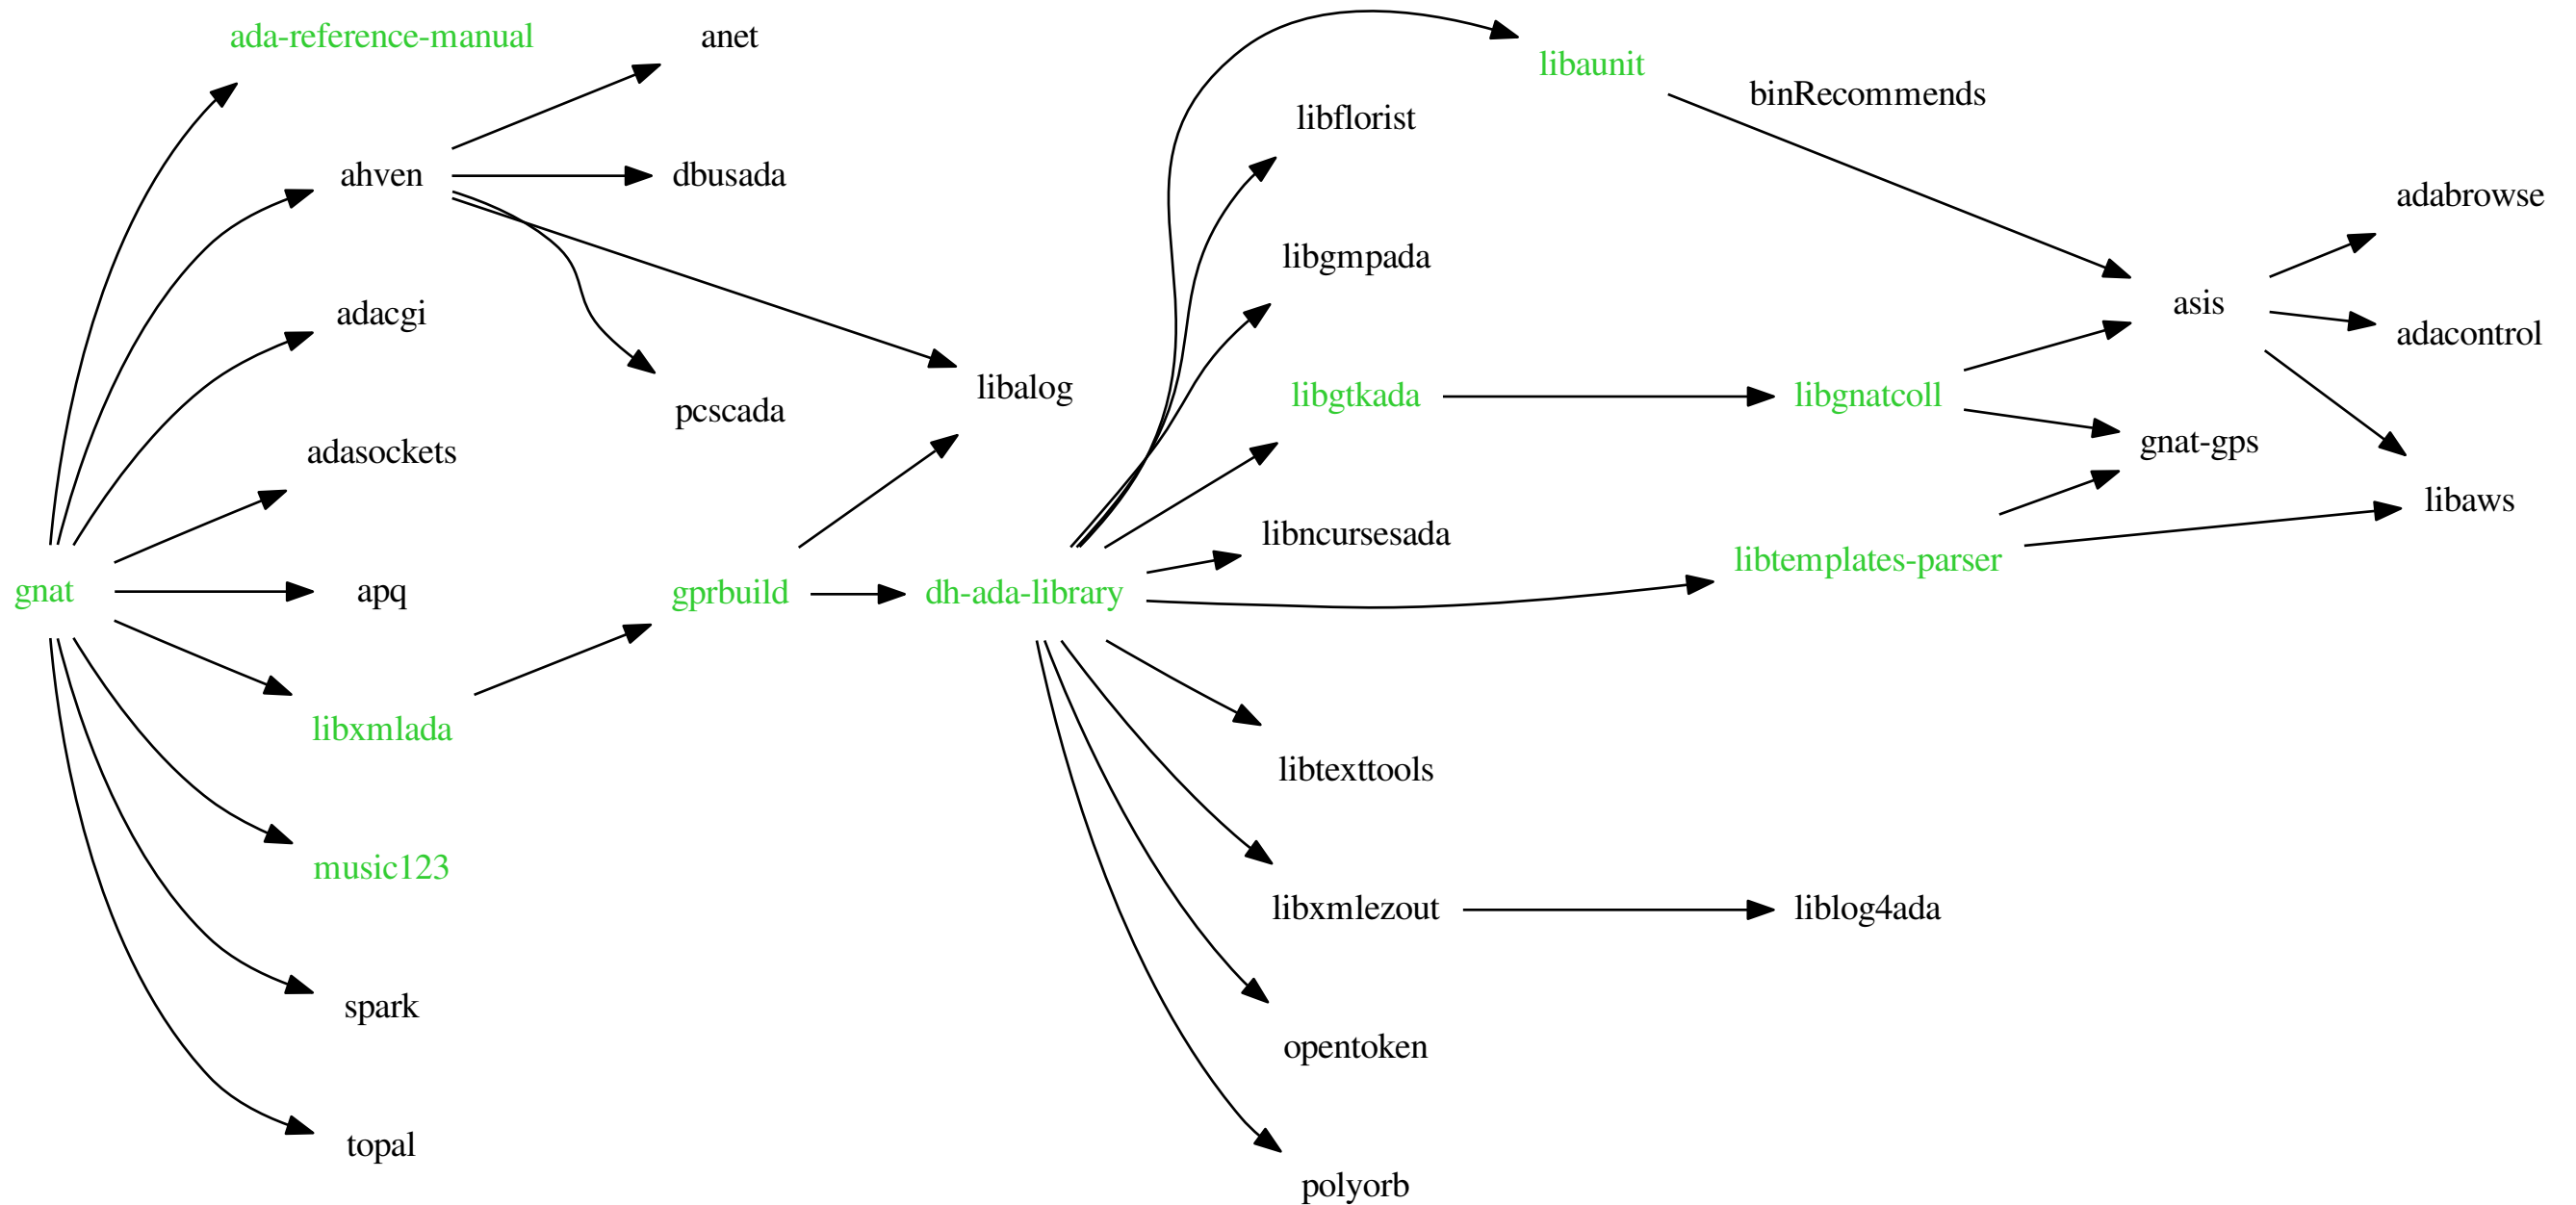 ada-reference-manual
anet
libaunit
binRecommends
libflorist
ahven
dbusada
adabrowse
libgmpada
asis
adacgi
adacontrol
libalog
libgtkada
libgnatcoll
pcscada
gnat-gps
adasockets
libaws
libncursesada
libtemplates-parser
gnat
apq
gprbuild
dh-ada-library
libxmlada
libtexttools
music123
libxmlezout
liblog4ada
spark
opentoken
topal
polyorb